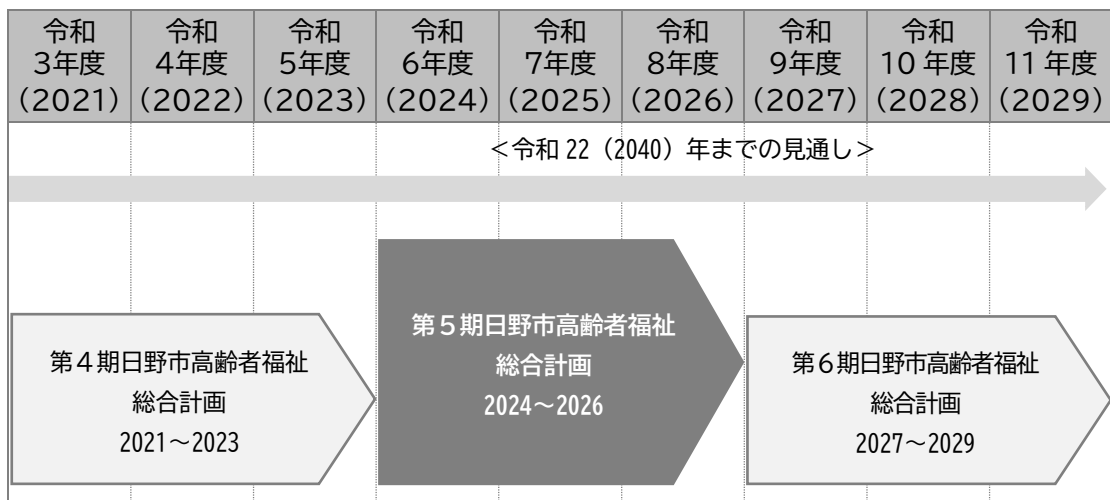 令和
3年度
(2021)
令和
4年度
(2022)
令和
5年度
(2023)
令和
6年度
(2024)
令和
7年度
(2025)
令和
8年度
(2026)
令和
9年度
(2027)
令和
10 年度
(2028)
令和
11 年度
(2029)
＜令和 22（2040）年までの見通し＞
第４期日野市高齢者福祉
総合計画
2021～2023
第５期日野市高齢者福祉
総合計画
2024～2026
第６期日野市高齢者福祉
総合計画
2027～2029